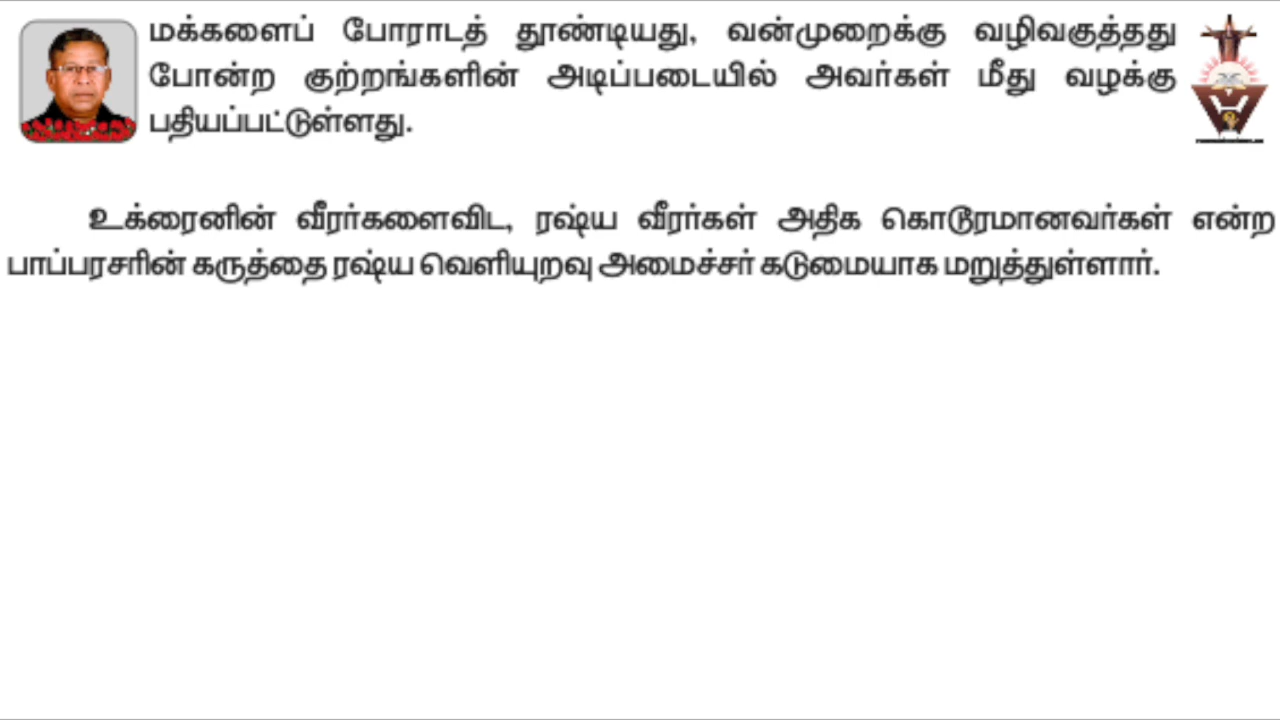 மக்களைப் போராடத் தூண்டியது, வன்முறைக்கு வழிவகுத்தது
போன்ற குற்றங்களின் அடிப்படையில் அவர்கள் மீது வழக்கு
பதியப்பட்டுள்ளது.
உக்ரைனின் வீரர்களைவிட, ரஷ்ய வீரர்கள் அதிக கொடூரமானவர்கள் என்ற
பாப்பரசரின் கருத்தை ரஷ்ய வெளியுறவு அமைச்சர் கடுமையாக மறுத்துள்ளார்.